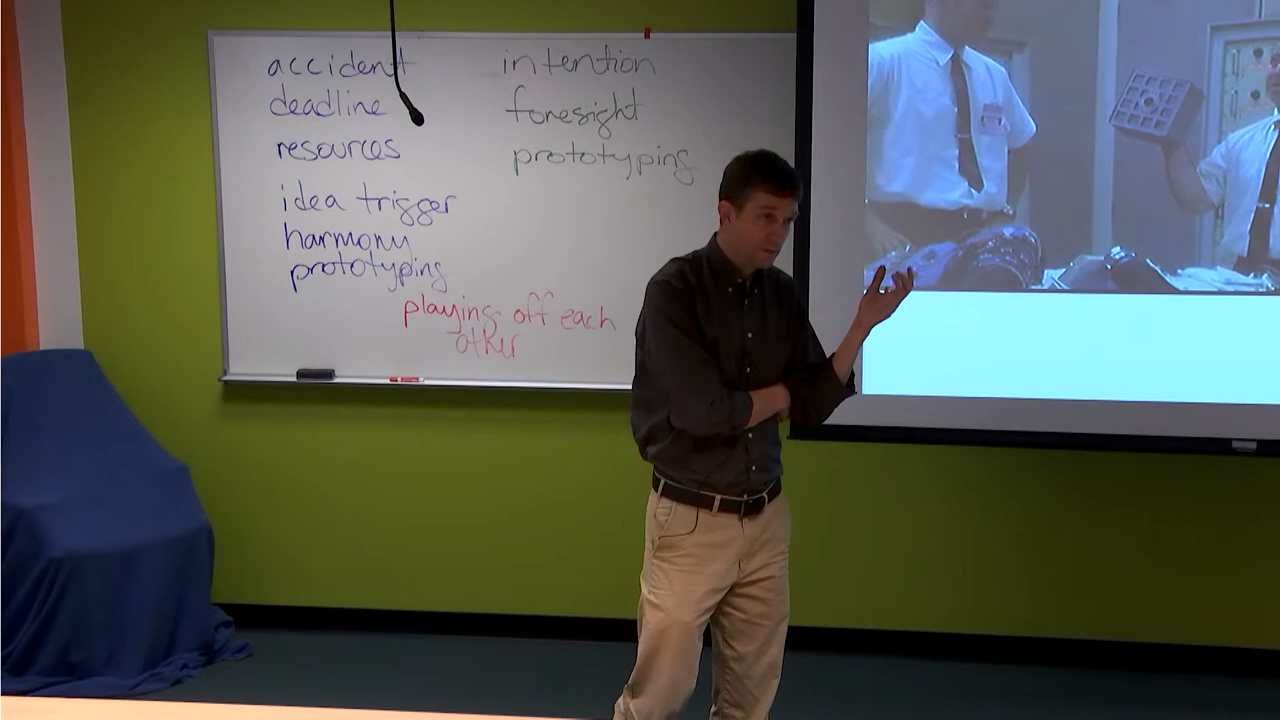 accident
deadline
resources
idea trigger
harmony
prototyping
intention
foresight
prototyping
playing off each
other